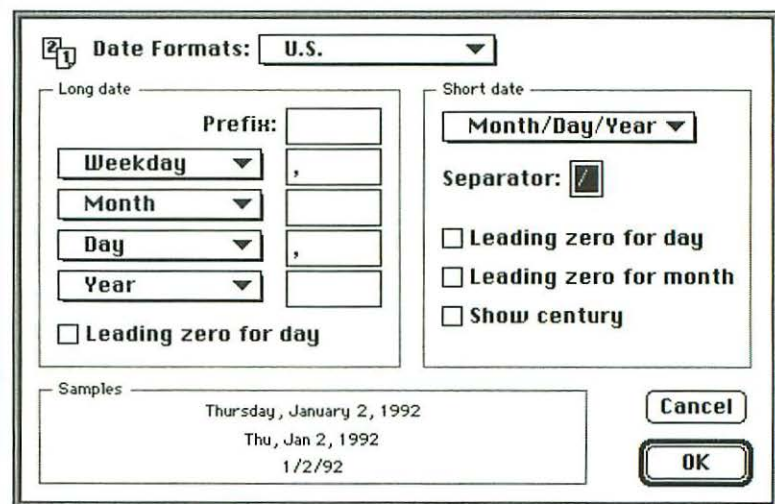 2 1 Date Formats: U.S.
Long date
Prefix:
Weekday ,
Month
Day ,
Year
Leading zero for day
Short date
Month/Day/Year
Separator: /
Leading zero for day
Leading zero for month
Show century
Samples
Thursday, January 2, 1992
Thu, Jan 2, 1992
1/2/92
Cancel
OK